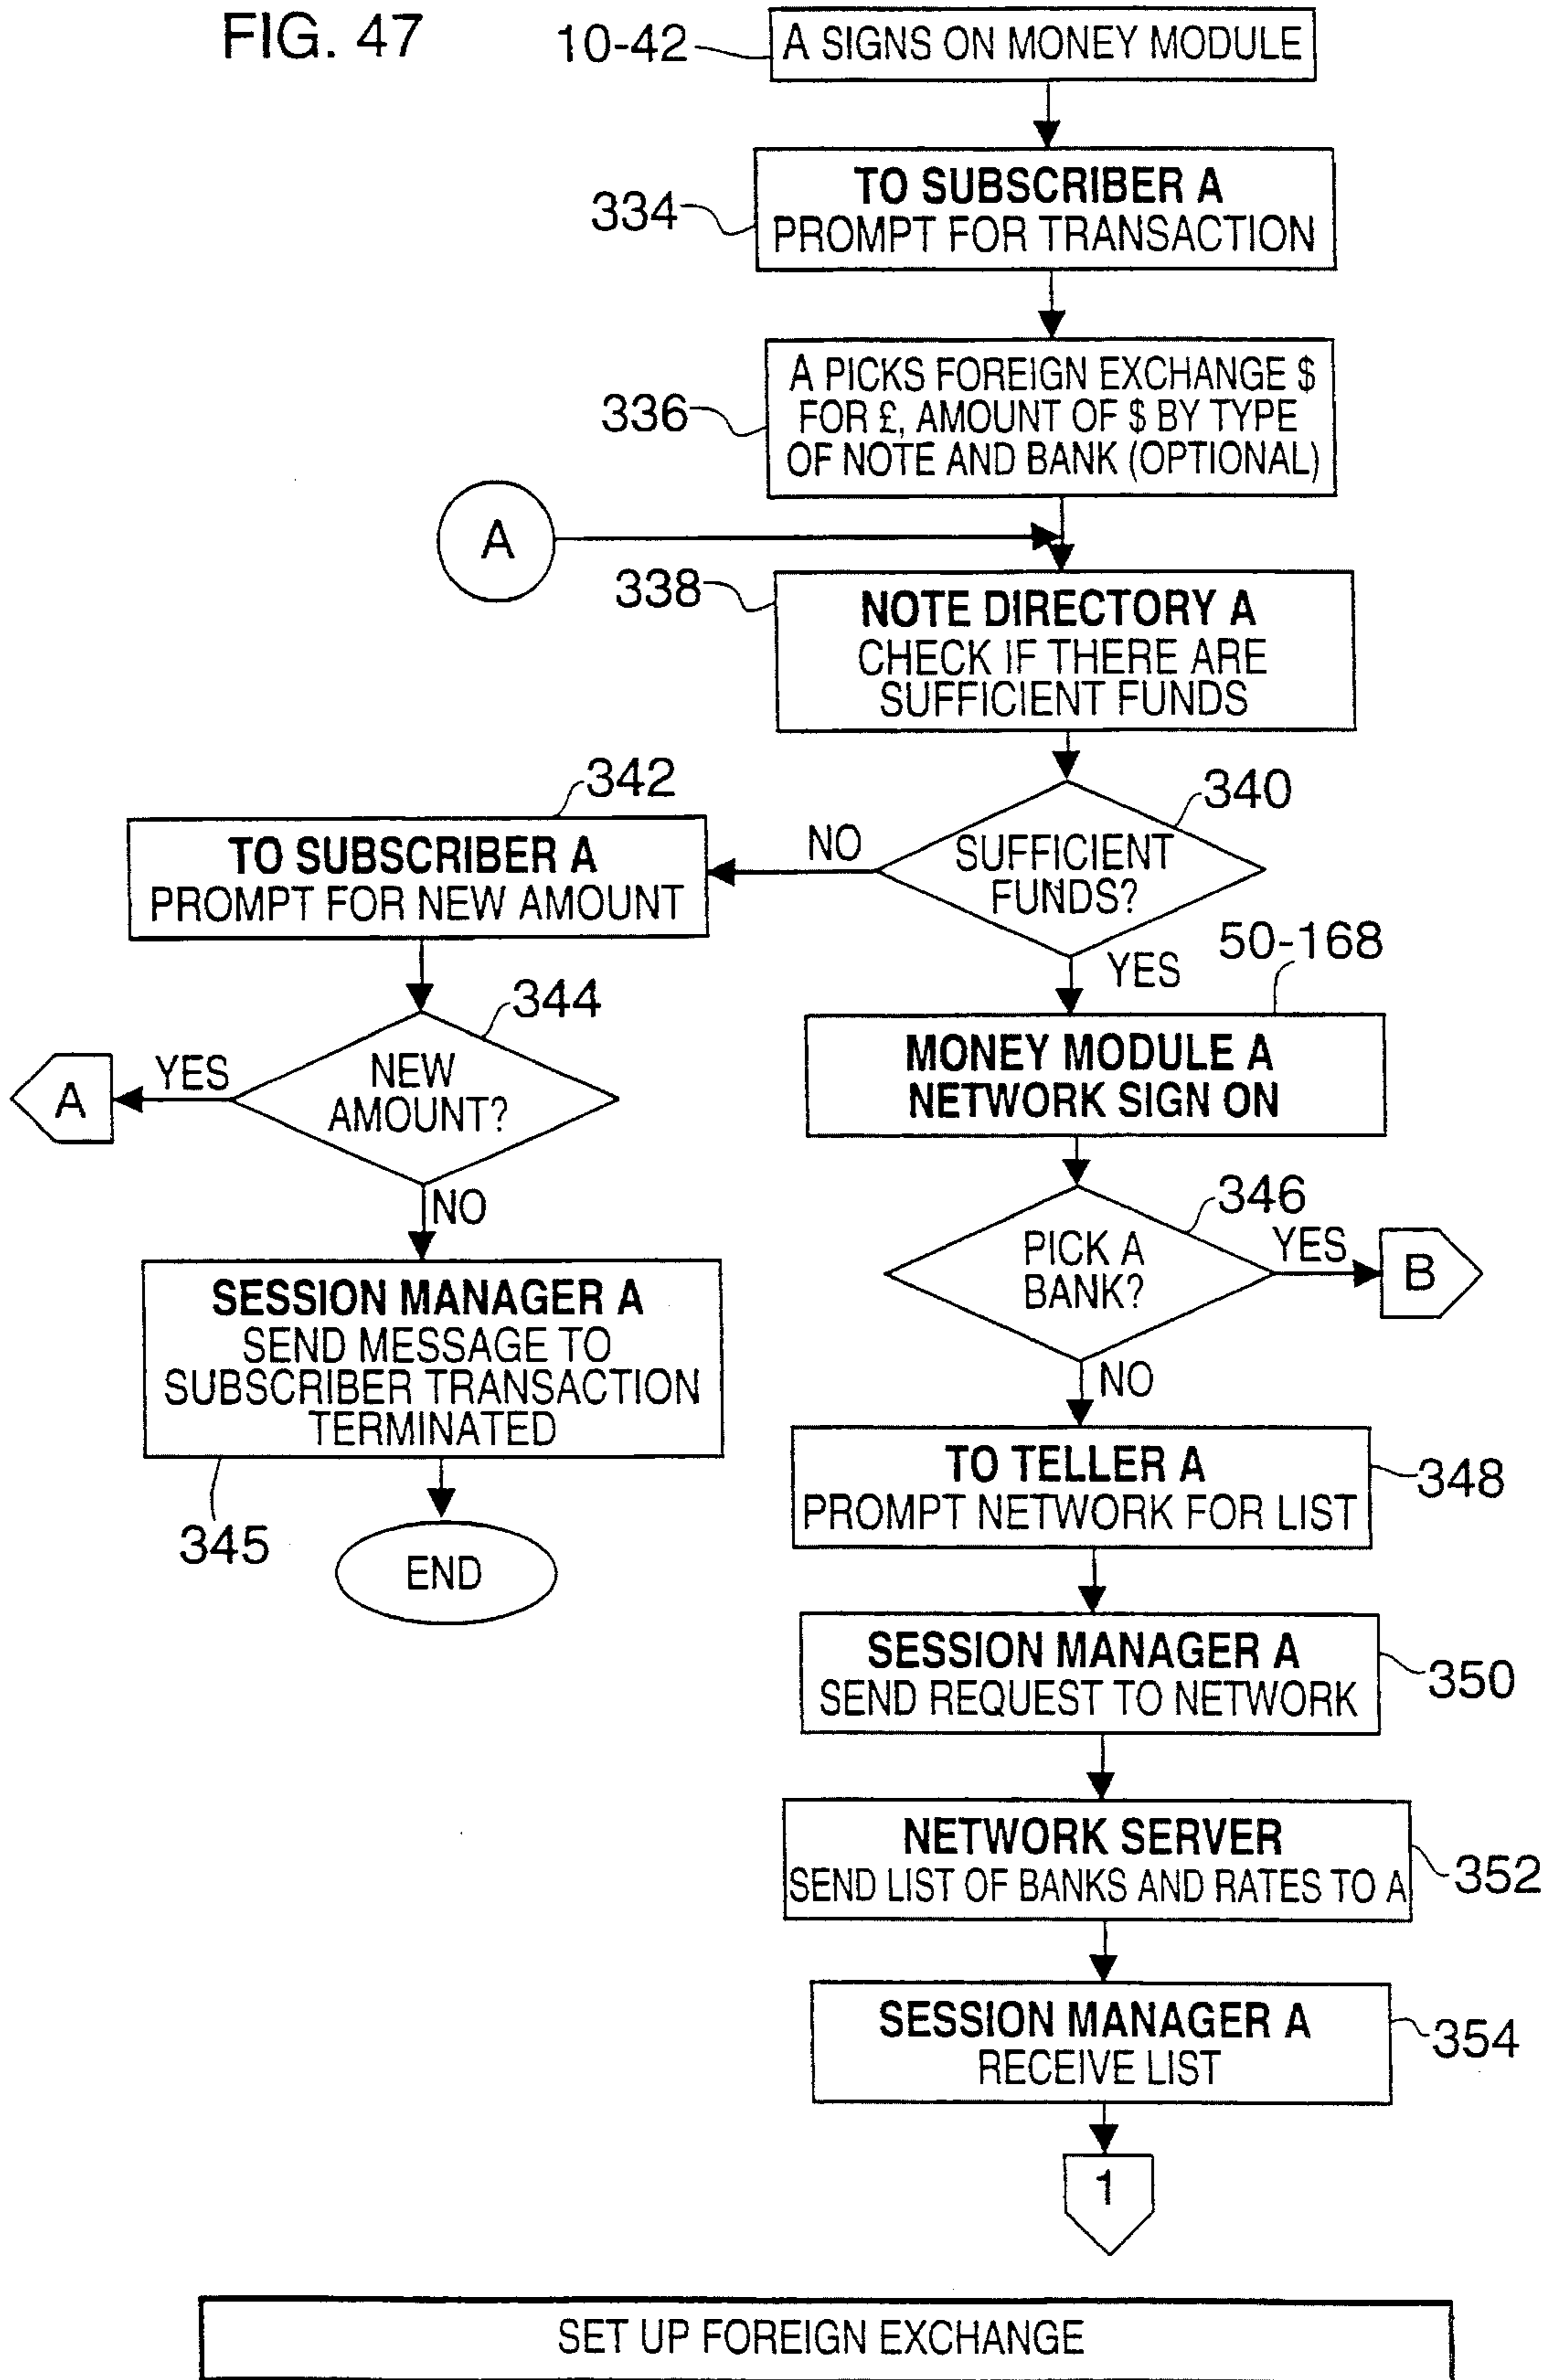 FIG. 47
10-42
A SIGNS ON MONEY MODULE
334
TO SUBSCRIBER A
PROMPT FOR TRANSACTION
336
A PICKS FOREIGN EXCHANGE $
FOR £, AMOUNT OF $ BY TYPE
OF NOTE AND BANK (OPTIONAL)
A
338
NOTE DIRECTORY A
CHECK IF THERE ARE
SUFFICIENT FUNDS
340
SUFFICIENT
FUNDS?
NO
YES
342
TO SUBSCRIBER A
PROMPT FOR NEW AMOUNT
344
NEW
AMOUNT?
YES
A
NO
SESSION MANAGER A
SEND MESSAGE TO
SUBSCRIBER TRANSACTION
TERMINATED
345
END
50-168
MONEY MODULE A
NETWORK SIGN ON
346
PICK A
BANK?
YES
B
NO
TO TELLER A
PROMPT NETWORK FOR LIST
348
SESSION MANAGER A
SEND REQUEST TO NETWORK
350
NETWORK SERVER
SEND LIST OF BANKS AND RATES TO A
352
SESSION MANAGER A
RECEIVE LIST
354
1
SET UP FOREIGN EXCHANGE